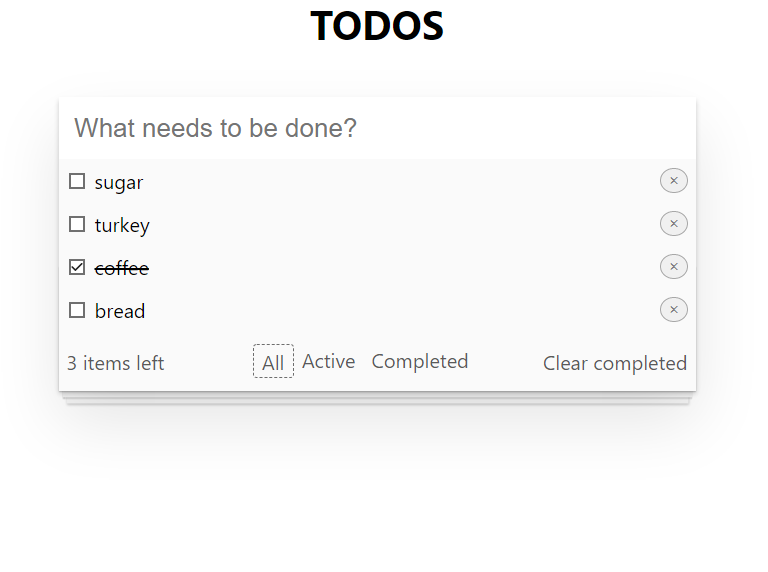 TODOS
What needs to be done?
sugar ×
turkey ×
coffee ×
bread ×
3 items left All Active Completed Clear completed